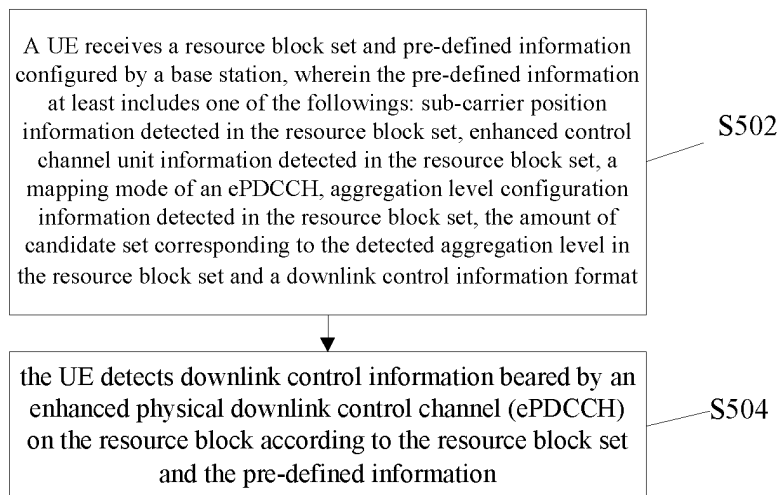 A UE receives a resource block set and pre-defined information
configured by a base station, wherein the pre-defined information
at least includes one of the followings: sub-carrier position
information detected in the resource block set, enhanced control
channel unit information detected in the resource block set, a
mapping mode of an ePDCCH, aggregation level configuration
information detected in the resource block set, the amount of
candidate set corresponding to the detected aggregation level in
the resource block set and a downlink control information format
S502
the UE detects downlink control information beared by an
enhanced physical downlink control channel (ePDCCH)
on the resource block according to the resource block set
and the pre-defined information
S504